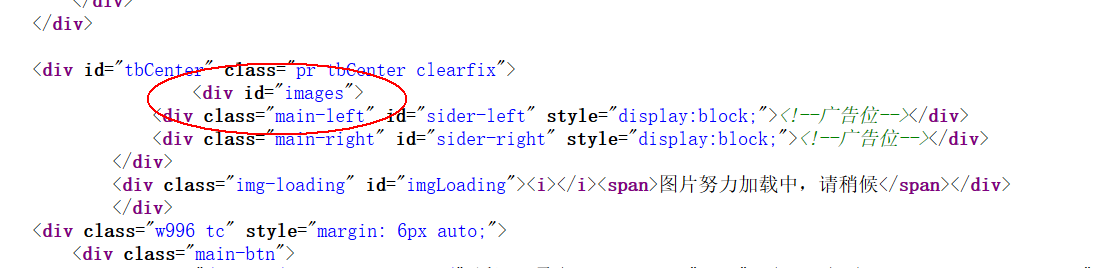 </div>
</div>
<div id="tbCenter" class="pr tbCenter clearfix">
<div id="images">
<div class="main-left" id="sider-left" style="display:block;"><!--广告位--></div>
<div class="main-right" id="sider-right" style="display:block;"><!--广告位--></div>
</div>
<div class="img-loading" id="imgLoading"><i></i><span>图片努力加载中，请稍候</span></div>
</div>
<div class="w996 tc" style="margin: 6px auto;">
<div class="main-btn">